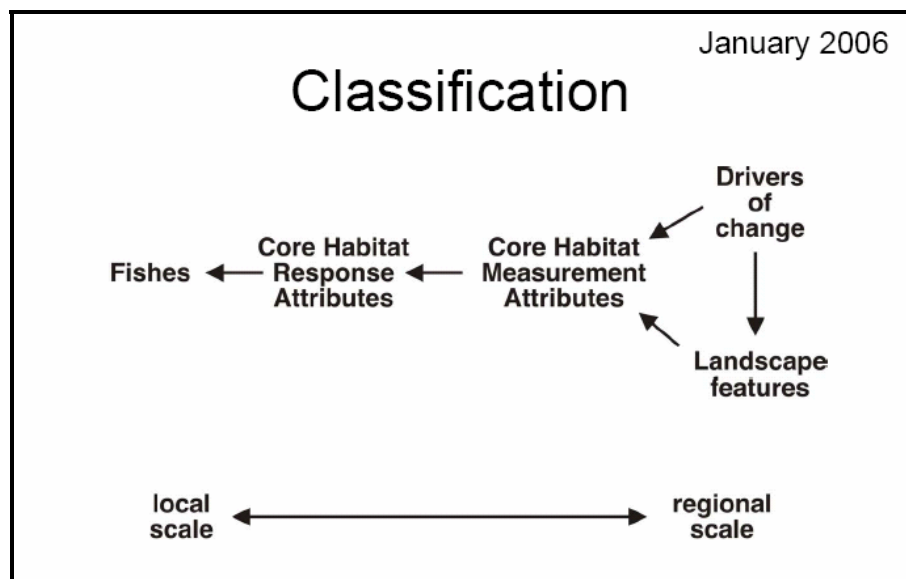 January 2006
Classification
Drivers
of
change
Core Habitat
Response
Attributes
Core Habitat
Measurement
Attributes
Fishes
Landscape
features
local
scale
regional
scale